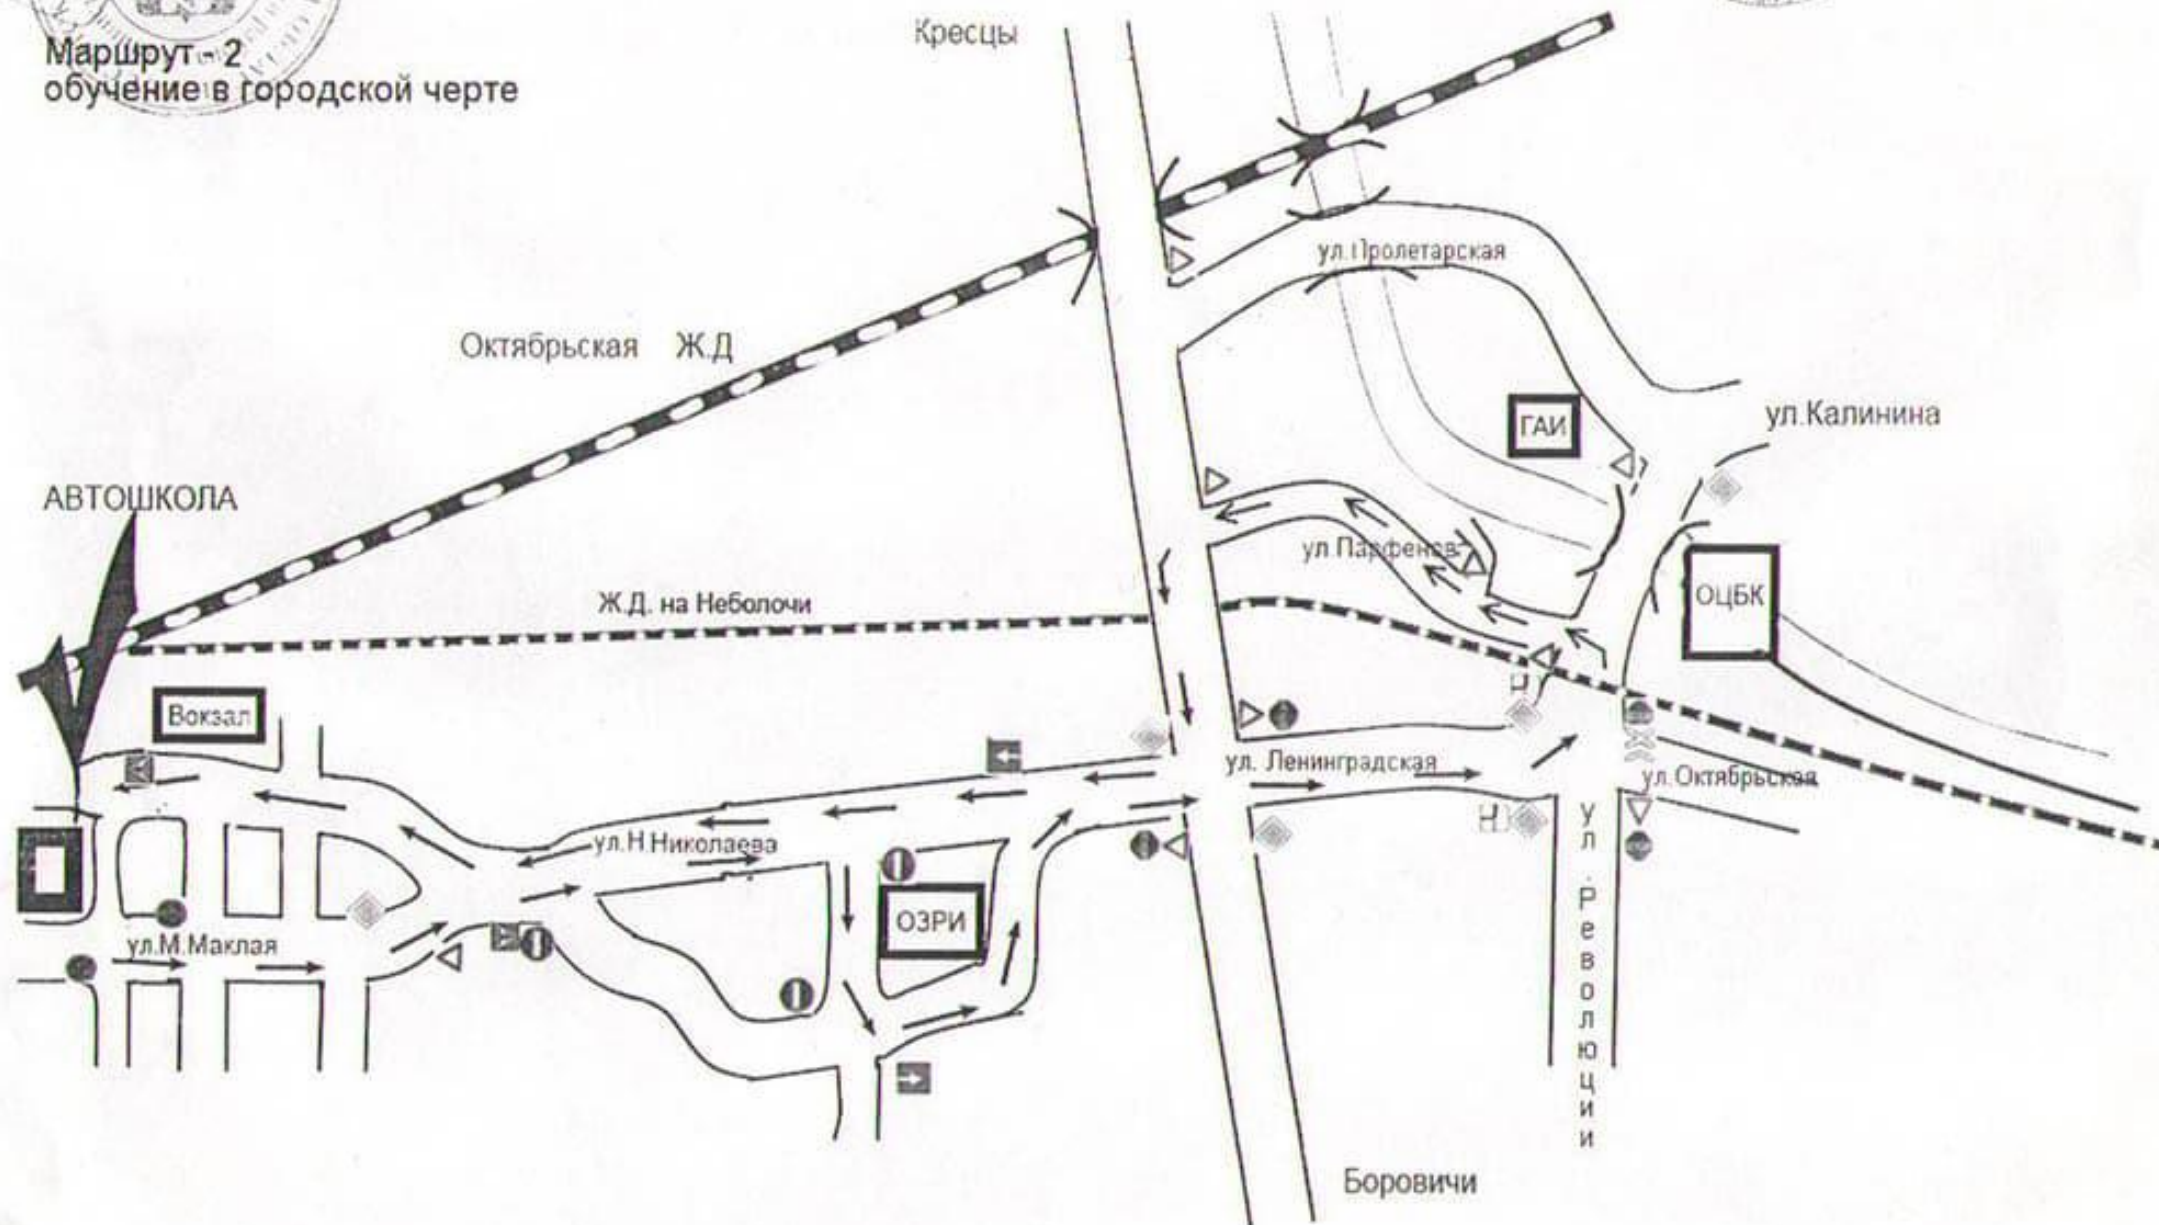 Маршрут - 2
обучение в городской черте
Кресцы
ул.Пролетарская
Октябрьская Ж.Д
ГАИ
ул.Калинина
АВТОШКОЛА
ул.Парфенов
Ж.Д. на Неболочи
ОЦБК
Вокзал
ул. Ленинградская
ул.Октябрьская
ул.Н.Николаева
ул.Революции
ОЗРИ
ул.М.Маклая
Боровичи